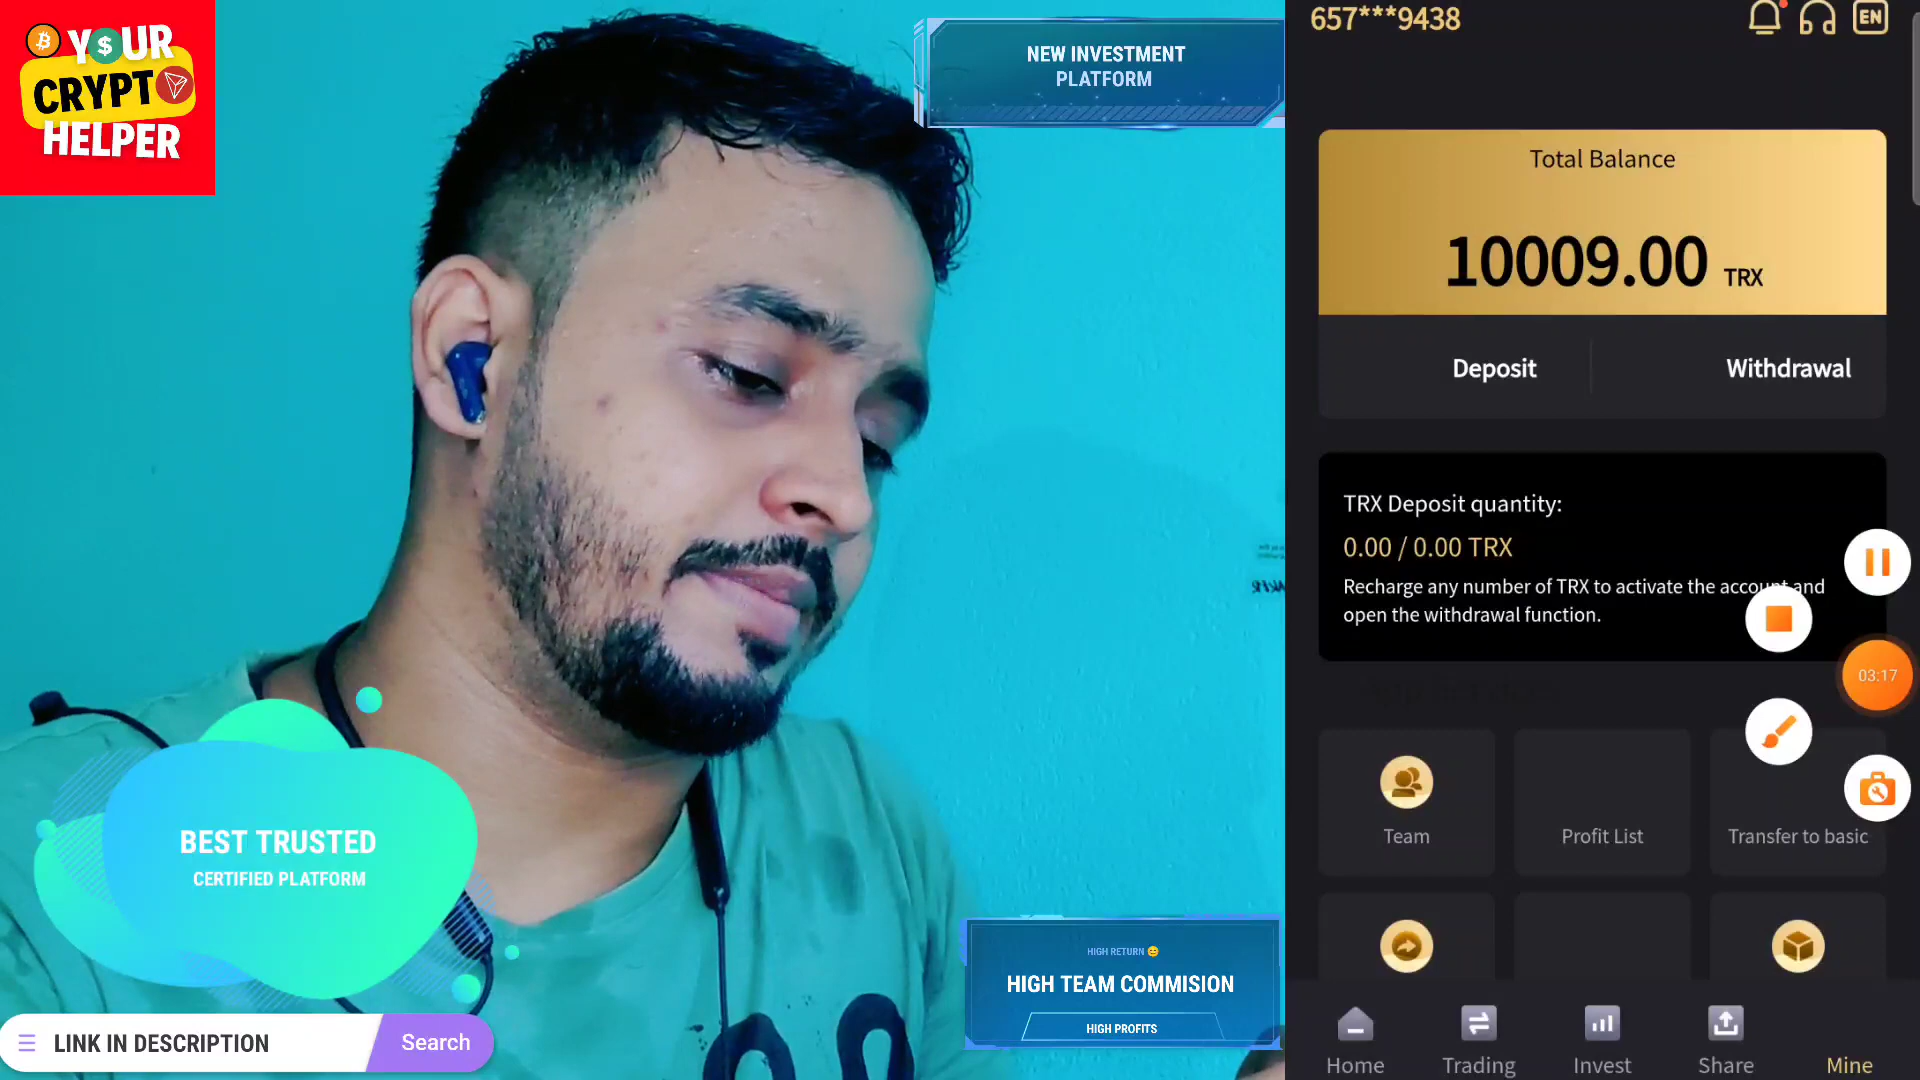 Y$UR
CRYPT
HELPER
NEW INVESTMENT
PLATFORM
657***9438
EN
Total Balance
10009.00 TRX
Deposit
Withdrawal
TRX Deposit quantity:
0.00 / 0.00 TRX
Recharge any number of TRX to activate the account and
open the withdrawal function.
03:17
Team
Profit List
Transfer to basic
BEST TRUSTED
CERTIFIED PLATFORM
HIGH RETURN 😊
HIGH TEAM COMMISION
HIGH PROFITS
LINK IN DESCRIPTION
Search
Home
Trading
Invest
Share
Mine